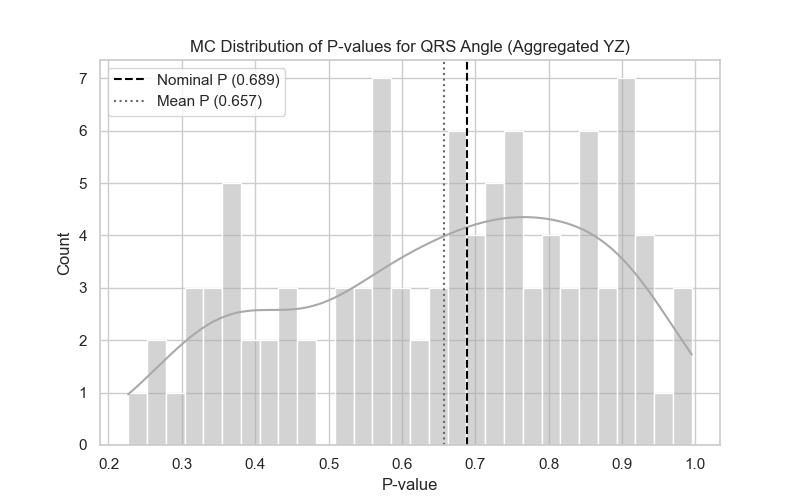 MC Distribution of P-values for QRS Angle (Aggregated YZ)
Nominal P (0.689)
Mean P (0.657)
7
6
5
4
3
2
1
0
Count
0.2 0.3 0.4 0.5 0.6 0.7 0.8 0.9 1.0
P-value